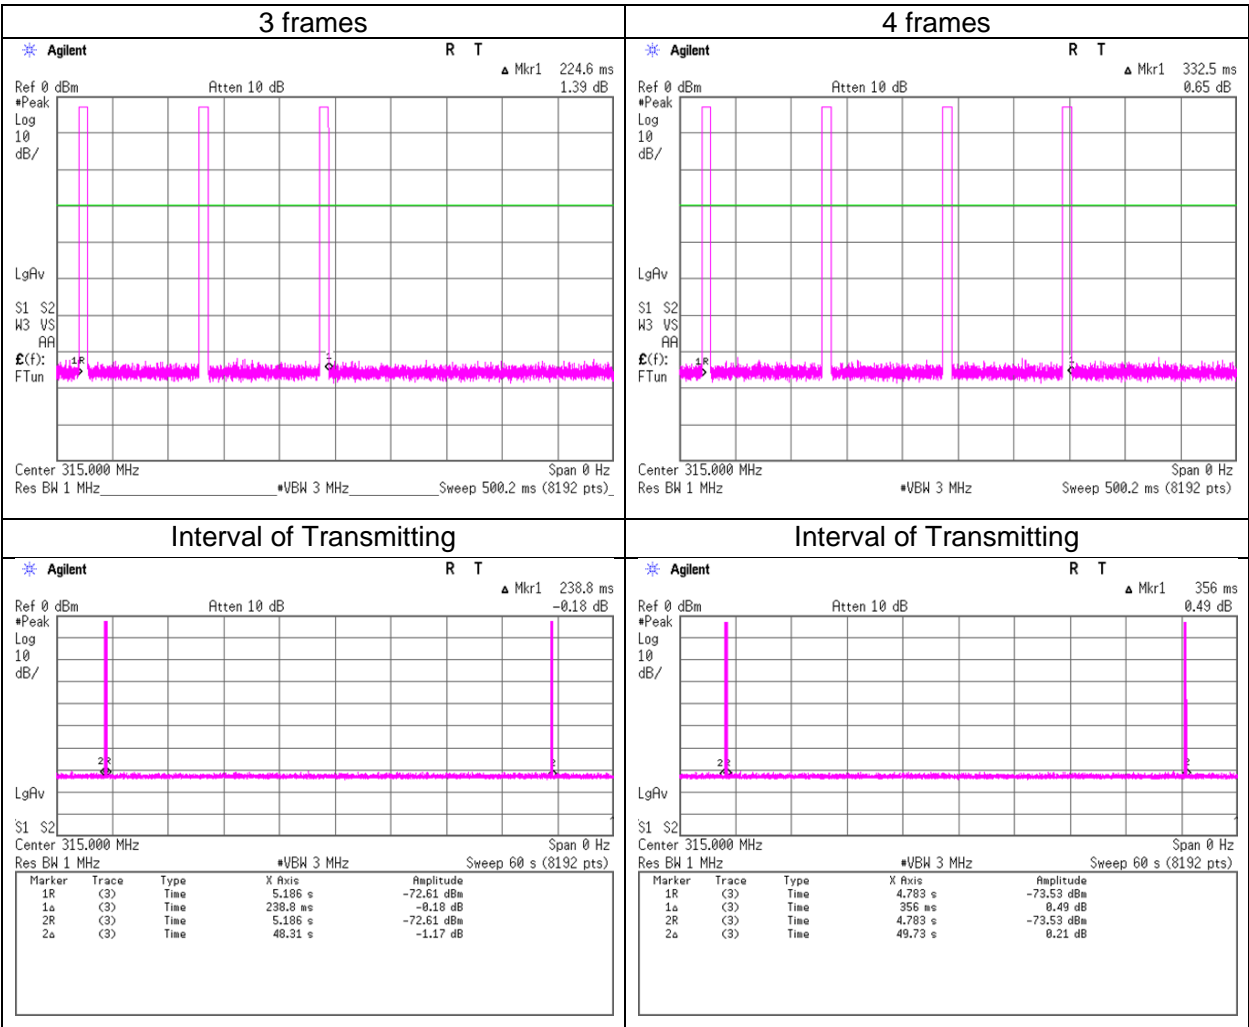 3 frames
Agilent R T
Δ Mkr1 224.6 ms
Ref 0 dBm Atten 10 dB 1.39 dB
#Peak
Log
10
dB/
LgAv
S1 S2
W3 VS
AA
£(f):
FTun
1R
1
Center 315.000 MHz Span 0 Hz
Res BW 1 MHz #VBW 3 MHz Sweep 500.2 ms (8192 pts)
4 frames
Agilent R T
Δ Mkr1 332.5 ms
Ref 0 dBm Atten 10 dB 0.65 dB
#Peak
Log
10
dB/
LgAv
S1 S2
W3 VS
AA
£(f):
FTun
1R
Center 315.000 MHz Span 0 Hz
Res BW 1 MHz #VBW 3 MHz Sweep 500.2 ms (8192 pts)
Interval of Transmitting
Agilent R T
Δ Mkr1 238.8 ms
Ref 0 dBm Atten 10 dB -0.18 dB
#Peak
Log
10
dB/
2R
LgAv
S1 S2
Center 315.000 MHz Span 0 Hz
Res BW 1 MHz #VBW 3 MHz Sweep 60 s (8192 pts)
Marker Trace Type X Axis Amplitude
1R (3) Time 5.186 s -72.61 dBm
1Δ (3) Time 238.8 ms -0.18 dB
2R (3) Time 5.186 s -72.61 dBm
2Δ (3) Time 48.31 s -1.17 dB
Interval of Transmitting
Agilent R T
Δ Mkr1 356 ms
Ref 0 dBm Atten 10 dB 0.49 dB
#Peak
Log
10
dB/
LgAv
S1 S2
Center 315.000 MHz Span 0 Hz
Res BW 1 MHz #VBW 3 MHz Sweep 60 s (8192 pts)
Marker Trace Type X Axis Amplitude
1R (3) Time 4.783 s -73.53 dBm
1Δ (3) Time 356 ms 0.49 dB
2R (3) Time 4.783 s -73.53 dBm
2Δ (3) Time 49.73 s 0.21 dB